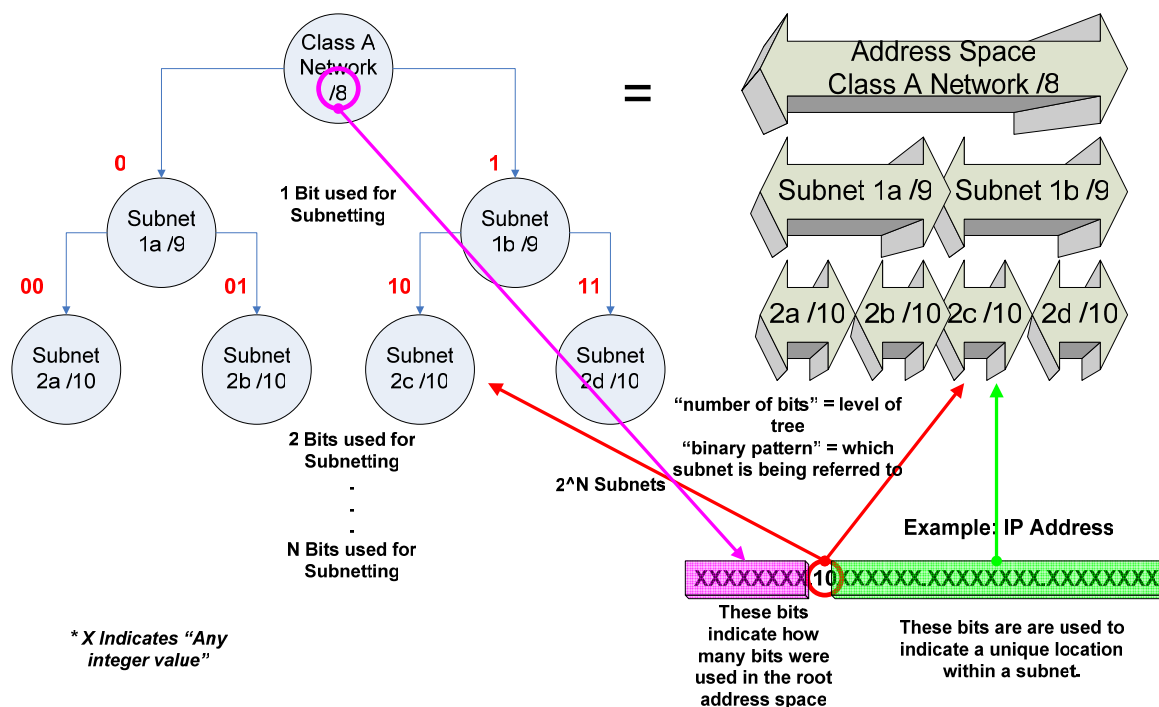 Class A
Network
/8
=
Address Space
Class A Network /8
0
1
1 Bit used for
Subnetting
Subnet
1a /9
Subnet
1b /9
Subnet 1a /9
Subnet 1b /9
00
01
10
11
Subnet
2a /10
Subnet
2b /10
Subnet
2c /10
Subnet
2d /10
2a /10
2b /10
2c /10
2d /10
2 Bits used for
Subnetting
-
-
-
N Bits used for
Subnetting
“number of bits” = level of
tree
“binary pattern” = which
subnet is being referred to
2^N Subnets
Example: IP Address
XXXXXXXX 10 XXXXXX.XXXXXXXX.XXXXXXXX
These bits
indicate how
many bits were
used in the root
address space
These bits are are used to
indicate a unique location
within a subnet.
* X Indicates “Any
integer value”